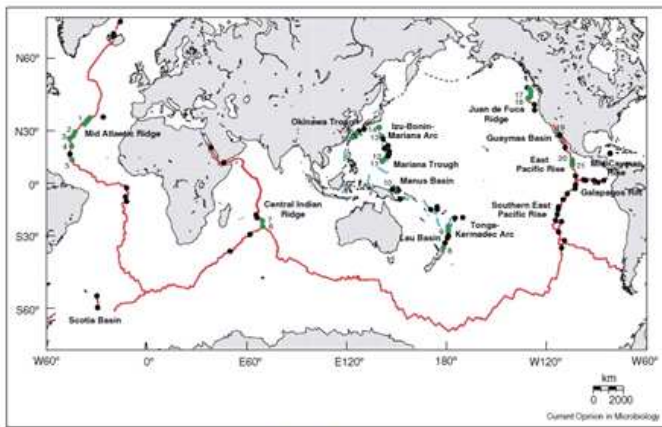 N60°
N30°
0°
S30°
S60°
W60°
0°
E60°
E120°
180°
W120°
W60°
Mid Atlantic Ridge
Scotia Basin
Central Indian
Ridge
Okinawa Trough
Izu-Bonin-
Mariana Arc
Mariana Trough
Manus Basin
Lau Basin
Tonga-
Kermadec Arc
Juan de Fuca Ridge
Guaymas Basin
East
Pacific Rise
Mid-Cayman
Rise
Galapagos Rift
Southern East
Pacific Rise
km
0 2000
Current Opinion in Microbiology